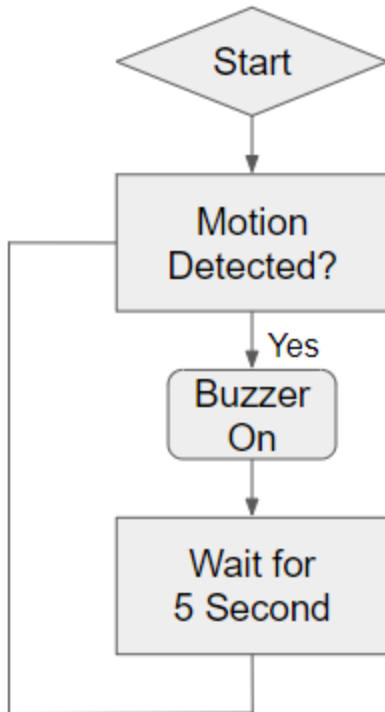 Start
Motion
Detected?
Yes
Buzzer
On
Wait for
5 Second